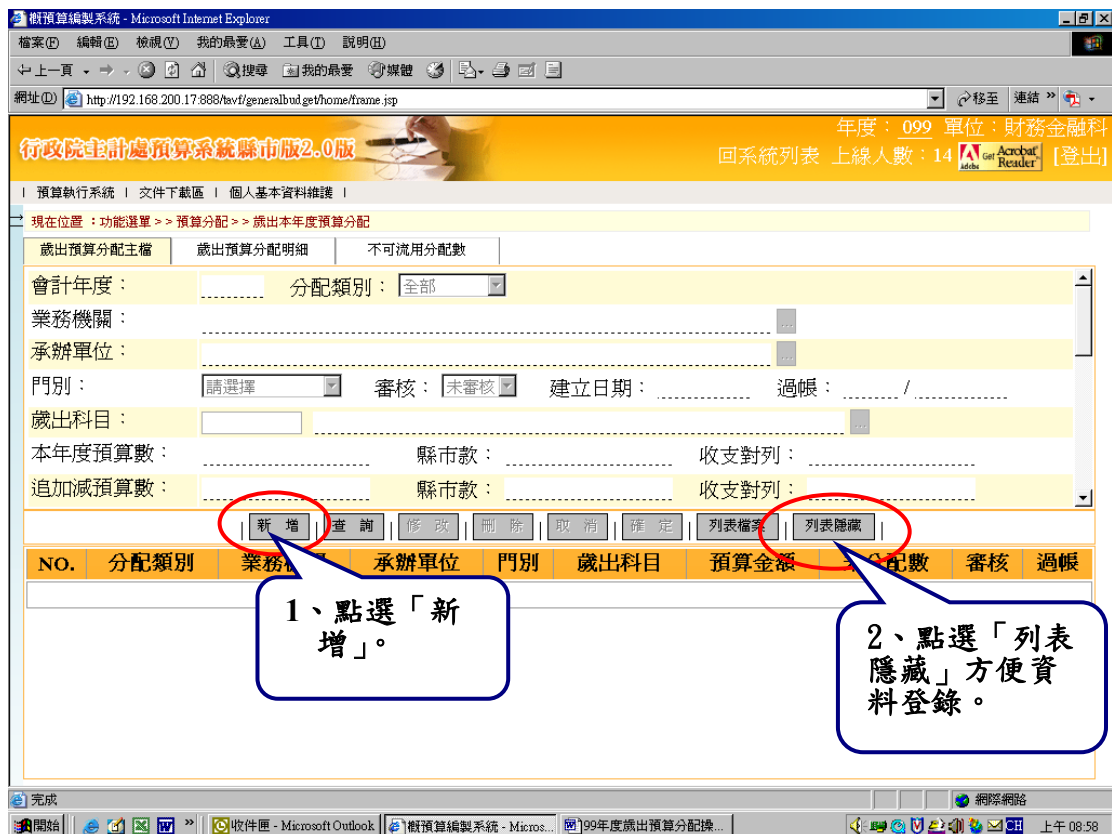 概預算編製系統 - Microsoft Internet Explorer
檔案(F) 編輯(E) 檢視(V) 我的最愛(A) 工具(T) 說明(H)
上一頁 搜尋 我的最愛 媒體
網址(D) http://192.168.200.17:888/tavf/generalbudget/home/frame.jsp 移至 連結 »
年度：099 單位：財務金融科
行政院主計處預算系統縣市版2.0版
回系統列表 上線人數：14 Adobe Get Acrobat Reader [登出]
| 預算執行系統 | 文件下載區 | 個人基本資料維護 |
現在位置 ：功能選單>>預算分配>>歲出本年度預算分配
歲出預算分配主檔 歲出預算分配明細 不可流用分配數
會計年度： 分配類別： 全部
業務機關： ...
承辦單位： ...
門別： 請選擇 審核： 未審核 建立日期： 過帳： /
歲出科目： ...
本年度預算數： 縣市款： 收支對列：
追加減預算數： 縣市款： 收支對列：
| 新 增 | 查 詢 | 修 改 | 刪 除 | 取 消 | 確 定 | 列表檔案 | 列表隱藏 |
NO. 分配類別 業務 承辦單位 門別 歲出科目 預算金額 配數 審核 過帳
1、點選「新
增」。
2、點選「列表
隱藏」方便資
料登錄。
完成 網際網路
開始 » 收件匣 - Microsoft Outlook 概預算編製系統 - Micros... 99年度歲出預算分配操... CH 上午 08:58